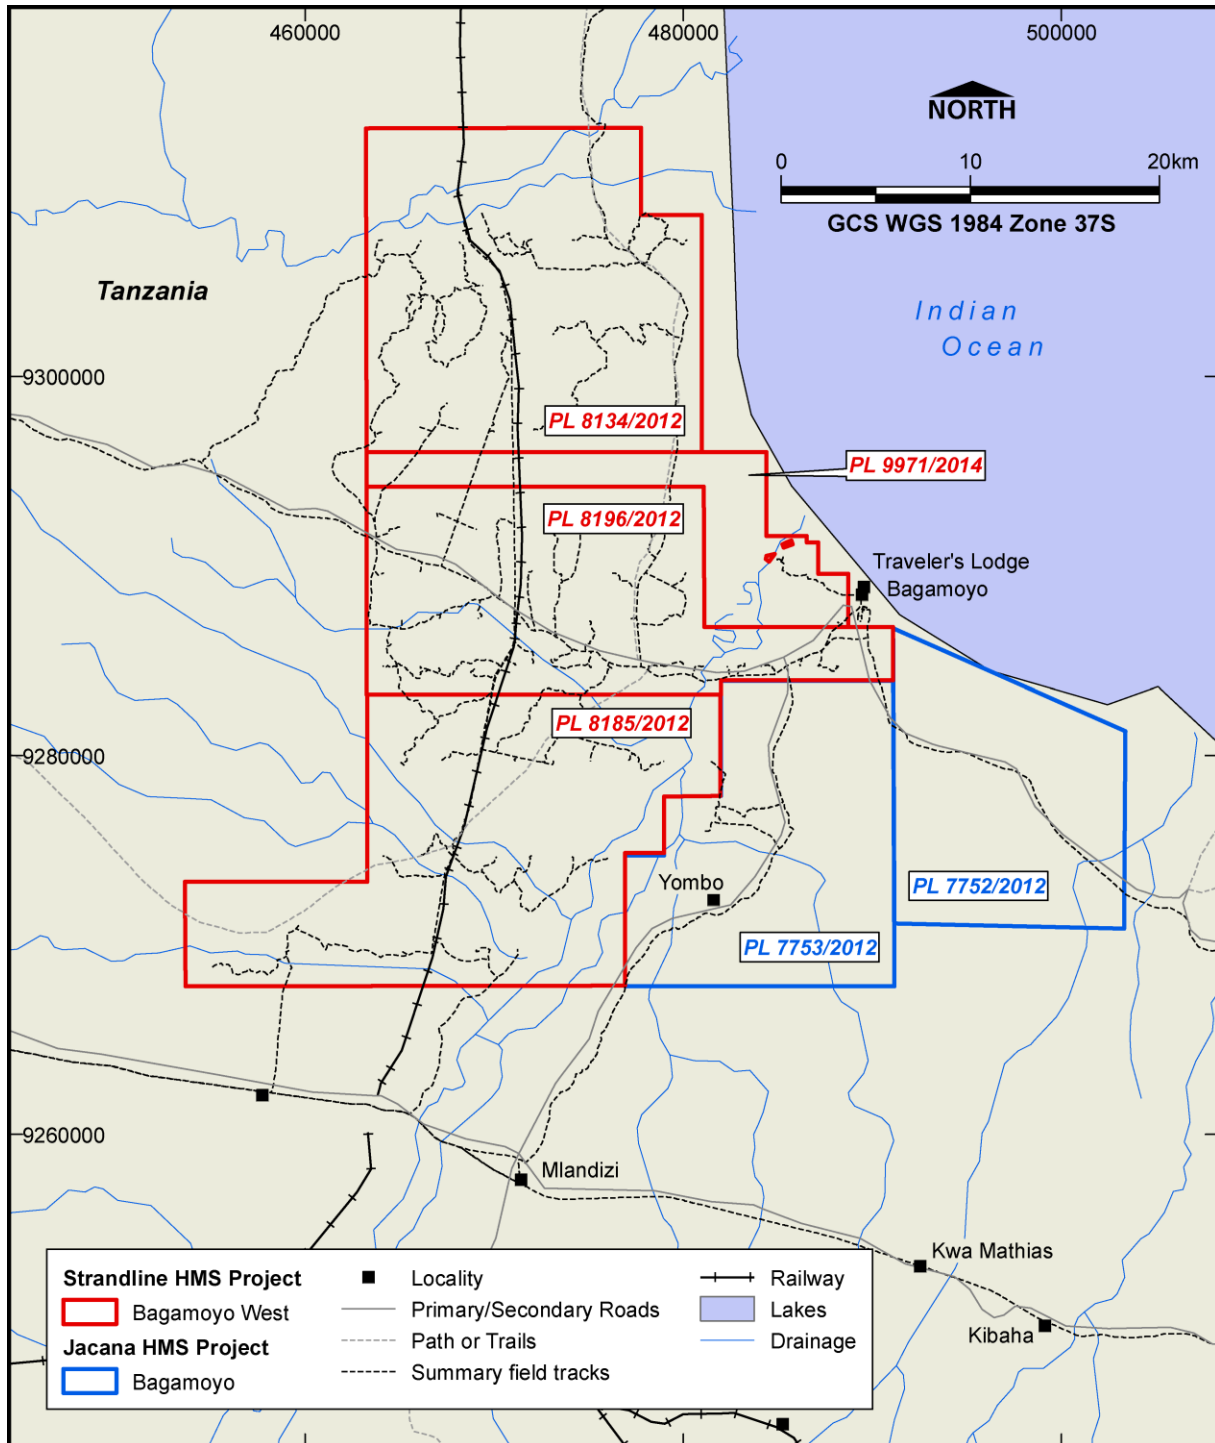 460000
480000
500000
NORTH
0
10
20km
GCS WGS 1984 Zone 37S
Tanzania
Indian
Ocean
9300000
PL 8134/2012
PL 9971/2014
PL 8196/2012
Traveler's Lodge
Bagamoyo
PL 8185/2012
9280000
Yombo
PL 7752/2012
PL 7753/2012
9260000
Mlandizi
Kwa Mathias
Kibaha
Strandline HMS Project
Bagamoyo West
Jacana HMS Project
Bagamoyo
Locality
Primary/Secondary Roads
Path or Trails
Summary field tracks
Railway
Lakes
Drainage